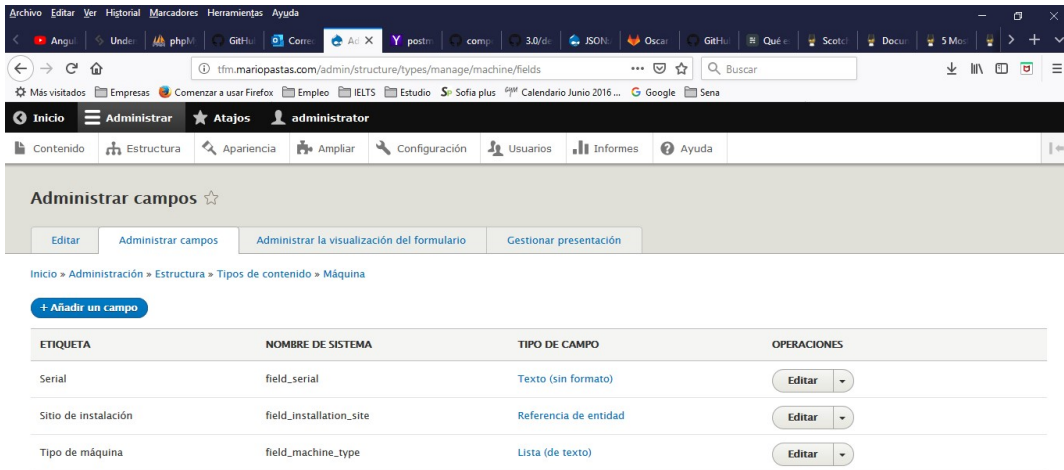 Archivo Editar Ver Historial Marcadores Herramientas Ayuda
Angul Under phpM GitHu Correo Ad postm comp 3.0/de JSON: Oscar GitHu Qué e Scotch Docum 5 Mos
tfm.mariopastas.com/admin/structure/types/manage/machine/fields Buscar
Más visitados Empresas Comenzar a usar Firefox Empleo IELTS Estudio Sofia plus Calendario Junio 2016 ... Google Sena
Inicio Administrar Atajos administrator
Contenido Estructura Apariencia Ampliar Configuración Usuarios Informes Ayuda
Administrar campos
Editar Administrar campos Administrar la visualización del formulario Gestionar presentación
Inicio » Administración » Estructura » Tipos de contenido » Máquina
+ Añadir un campo
ETIQUETA NOMBRE DE SISTEMA TIPO DE CAMPO OPERACIONES
Serial field_serial Texto (sin formato) Editar
Sitio de instalación field_installation_site Referencia de entidad Editar
Tipo de máquina field_machine_type Lista (de texto) Editar